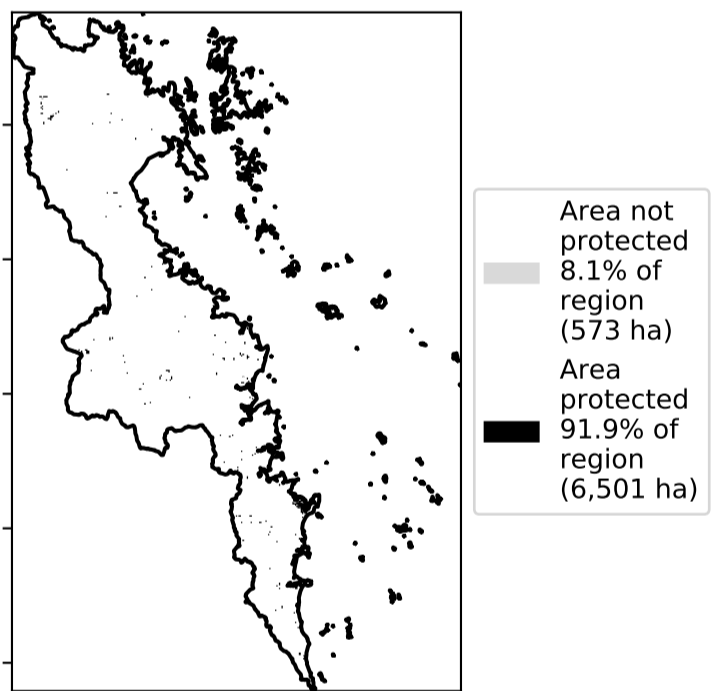 Area not
protected
8.1% of
region
(573 ha)
Area
protected
91.9% of
region
(6,501 ha)